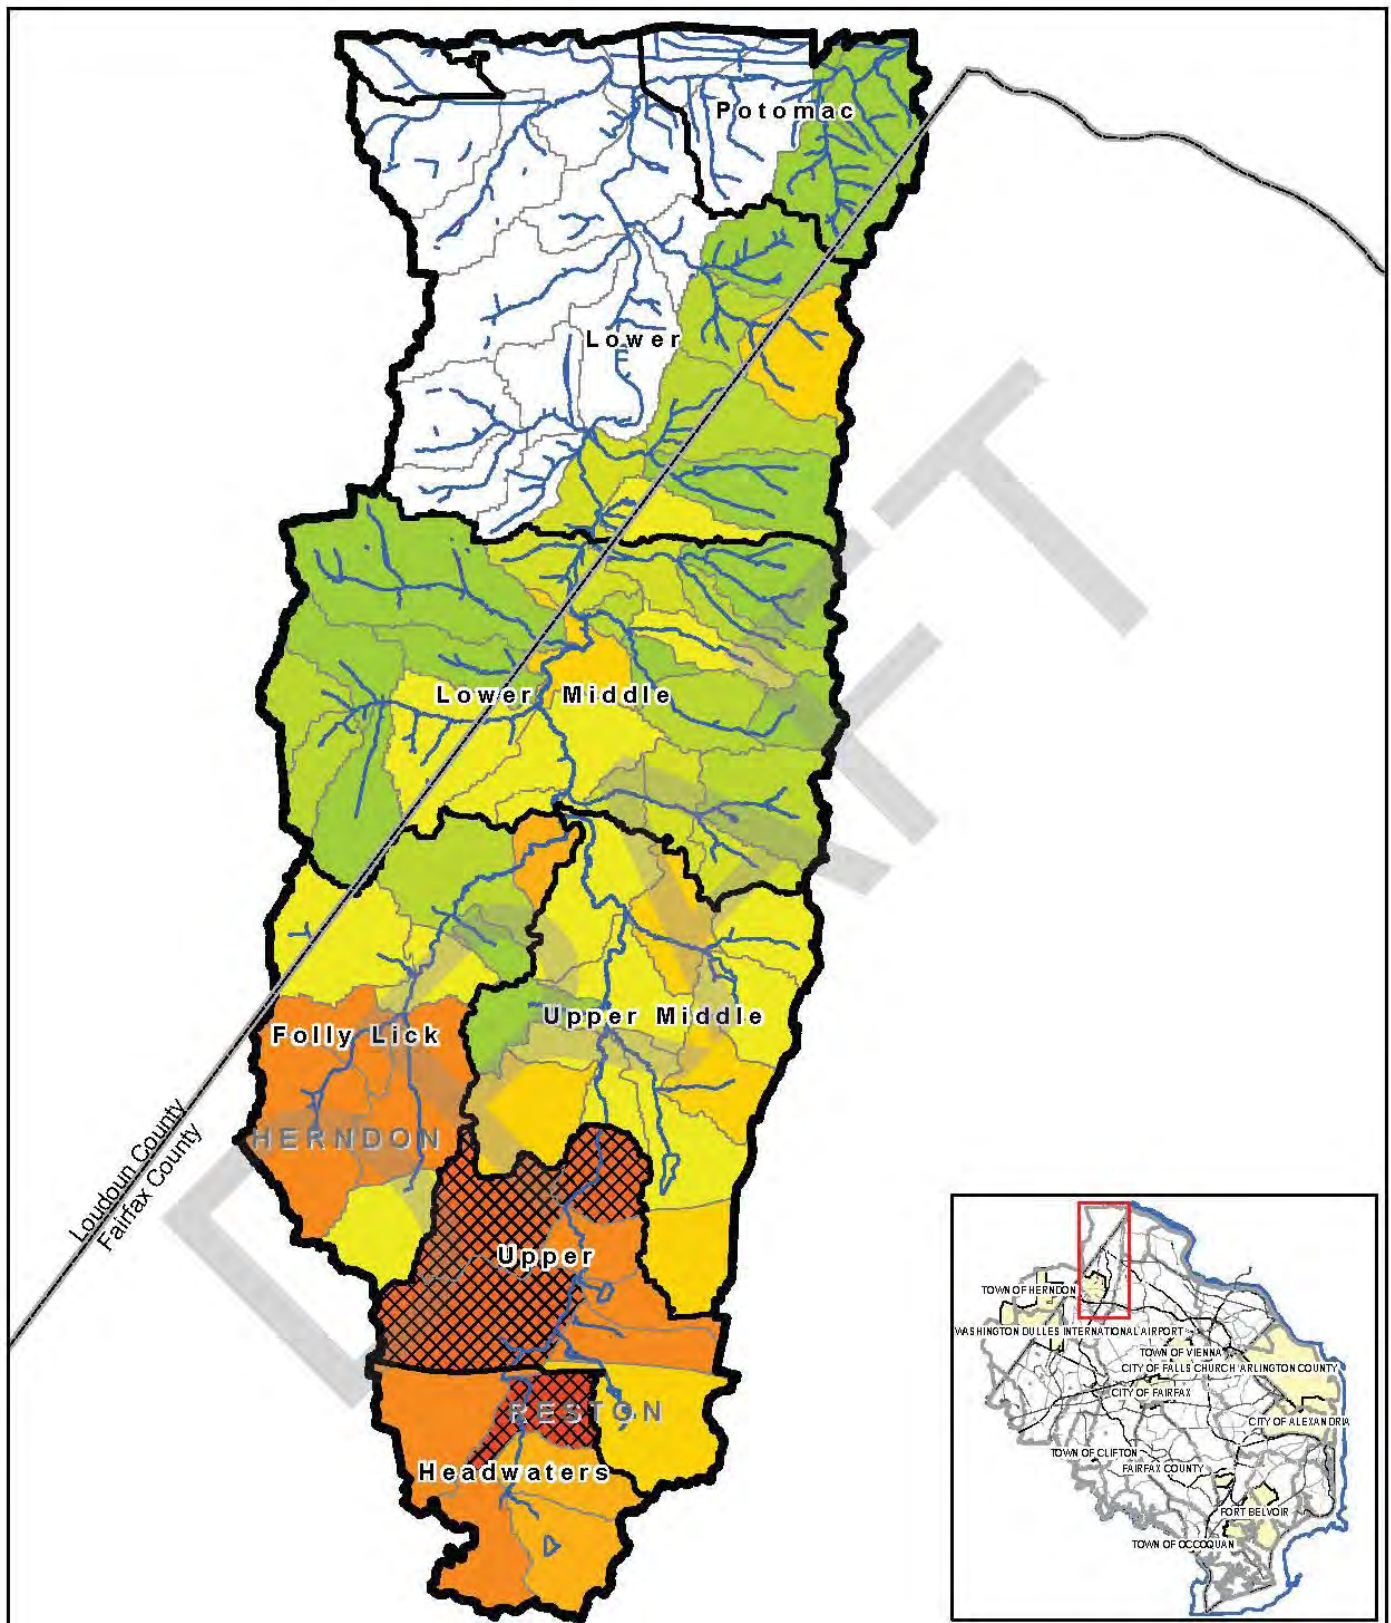 Potomac
Lower
Lower Middle
Folly Lick
Upper Middle
HERNDON
Loudoun County
Fairfax County
Upper
RESTON
Headwaters
DRAFT
TOWN OF HERNDON
WASHINGTON DULLES INTERNATIONAL AIRPORT
TOWN OF VIENNA
CITY OF FALLS CHURCH ARLINGTON COUNTY
CITY OF FAIRFAX
CITY OF ALEXANDRIA
TOWN OF CLIFTON
FAIRFAX COUNTY
FORT BELVOIR
TOWN OF OCCOQUAN